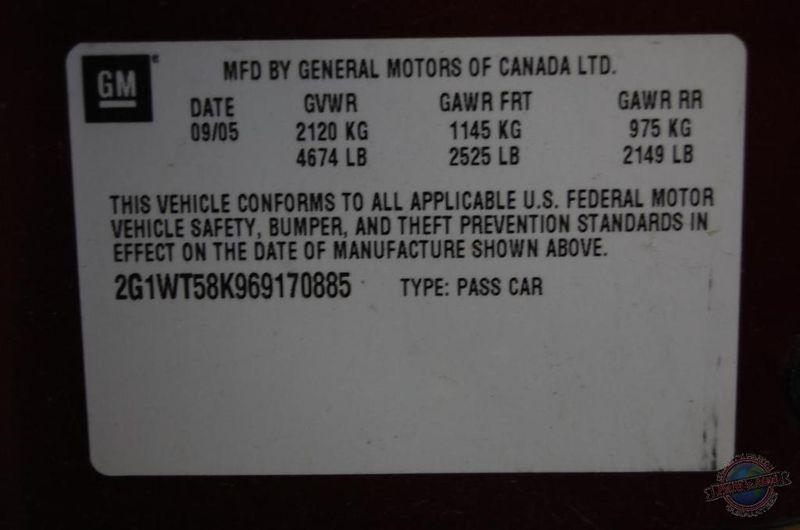 GM®
MFD BY GENERAL MOTORS OF CANADA LTD.
DATE GVWR GAWR FRT GAWR RR
09/05 2120 KG 1145 KG 975 KG
4674 LB 2525 LB 2149 LB
THIS VEHICLE CONFORMS TO ALL APPLICABLE U.S. FEDERAL MOTOR
VEHICLE SAFETY, BUMPER, AND THEFT PREVENTION STANDARDS IN
EFFECT ON THE DATE OF MANUFACTURE SHOWN ABOVE.
2G1WT58K969170885 TYPE: PASS CAR